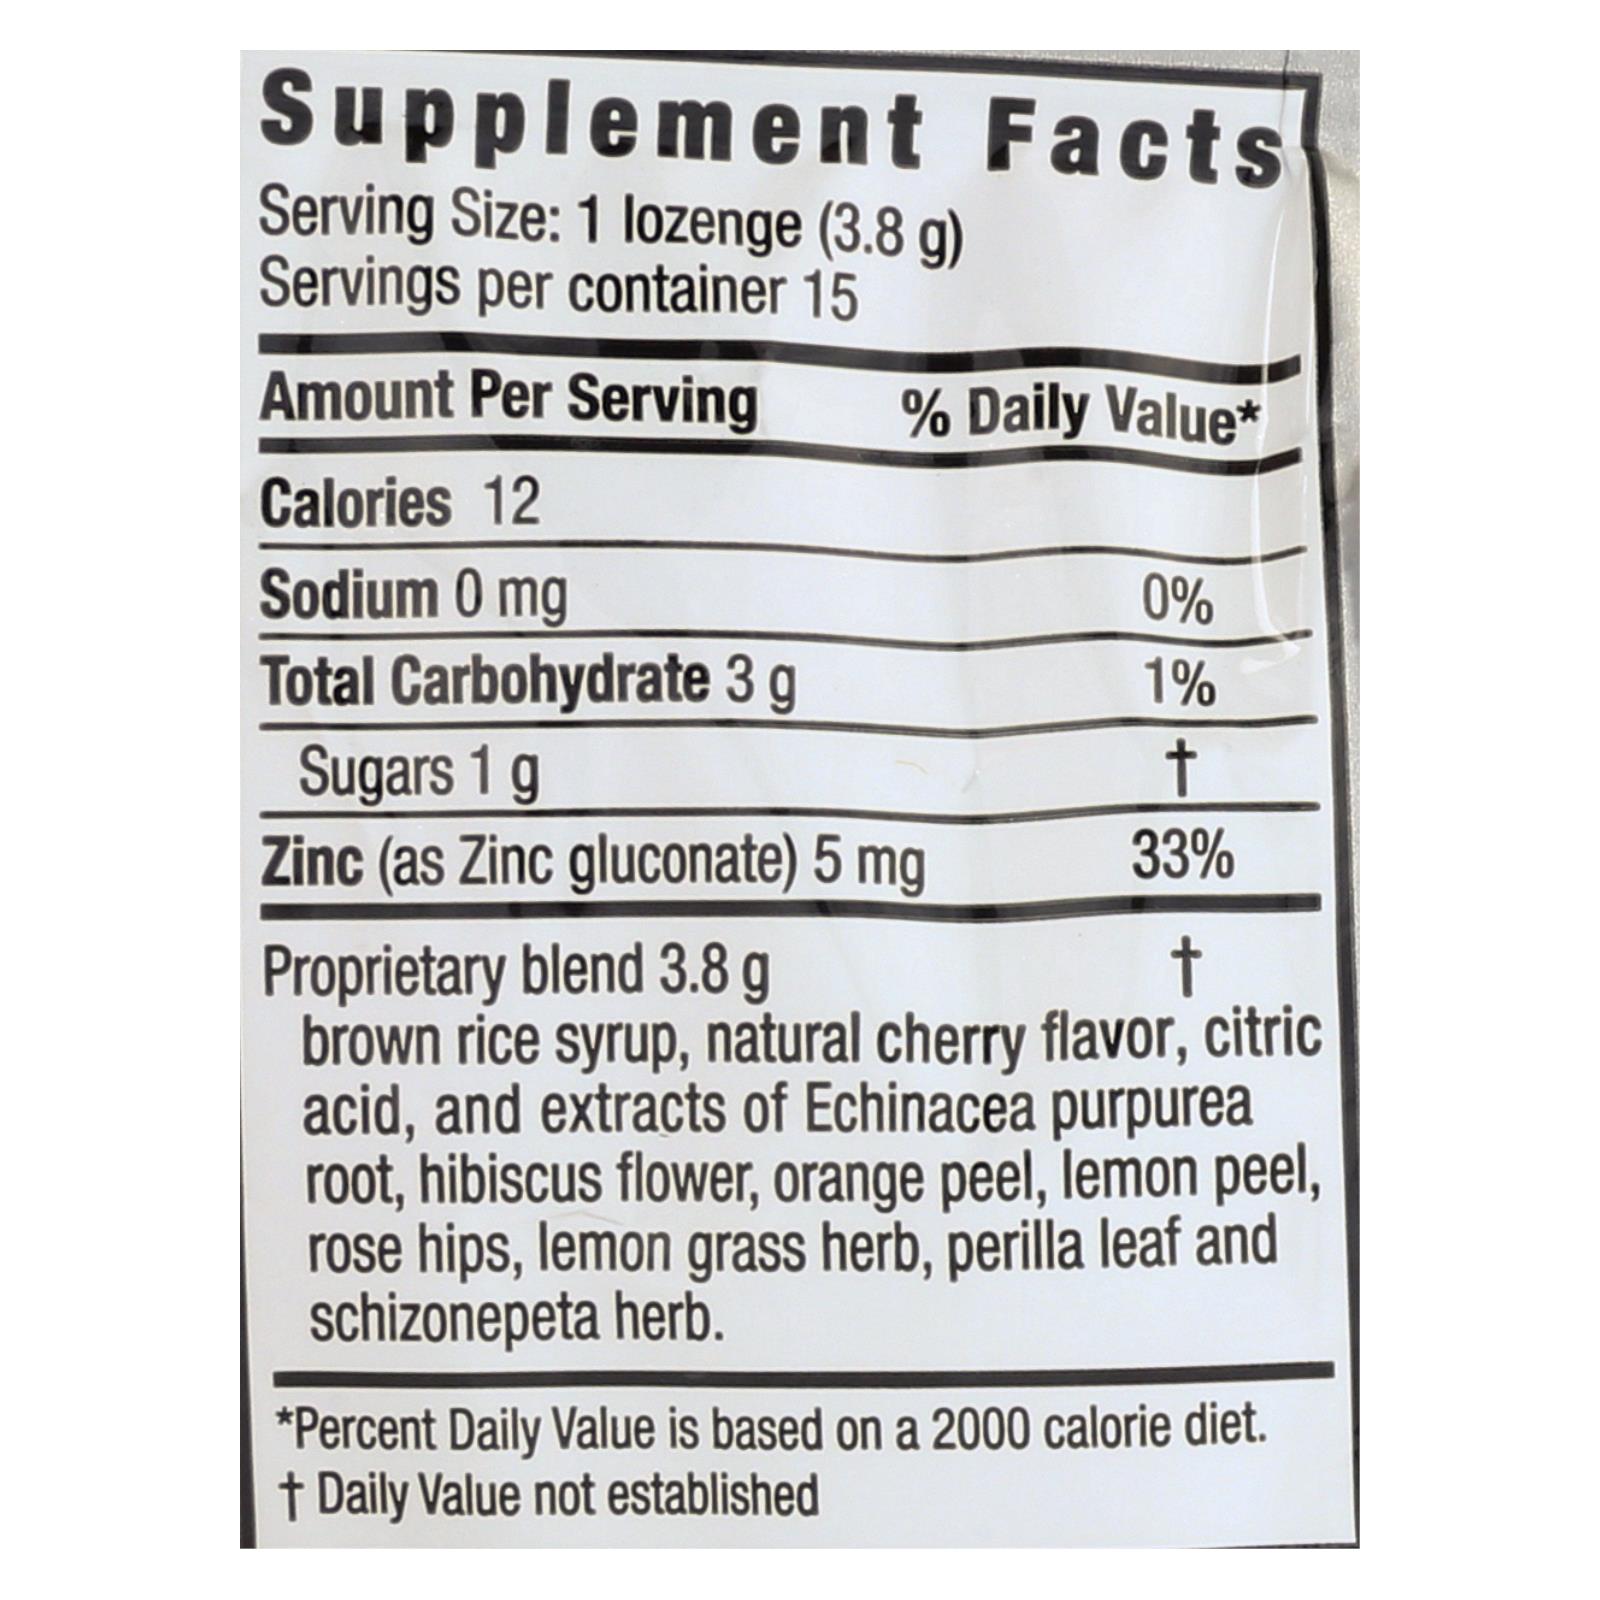 Supplement Facts
Serving Size: 1 lozenge (3.8 g)
Servings per container 15
Amount Per Serving % Daily Value*
Calories 12
Sodium 0 mg 0%
Total Carbohydrate 3 g 1%
Sugars 1 g †
Zinc (as Zinc gluconate) 5 mg 33%
Proprietary blend 3.8 g †
brown rice syrup, natural cherry flavor, citric
acid, and extracts of Echinacea purpurea
root, hibiscus flower, orange peel, lemon peel,
rose hips, lemon grass herb, perilla leaf and
schizonepeta herb.
*Percent Daily Value is based on a 2000 calorie diet.
† Daily Value not established